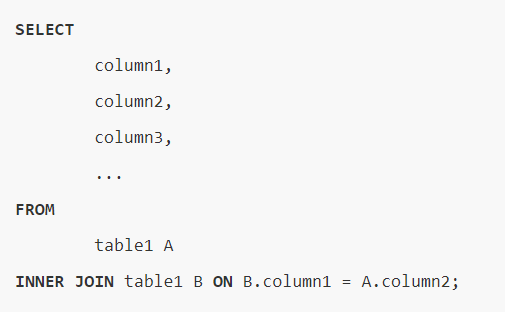 SELECT
column1,
column2,
column3,
...
FROM
table1 A
INNER JOIN table1 B ON B.column1 = A.column2;